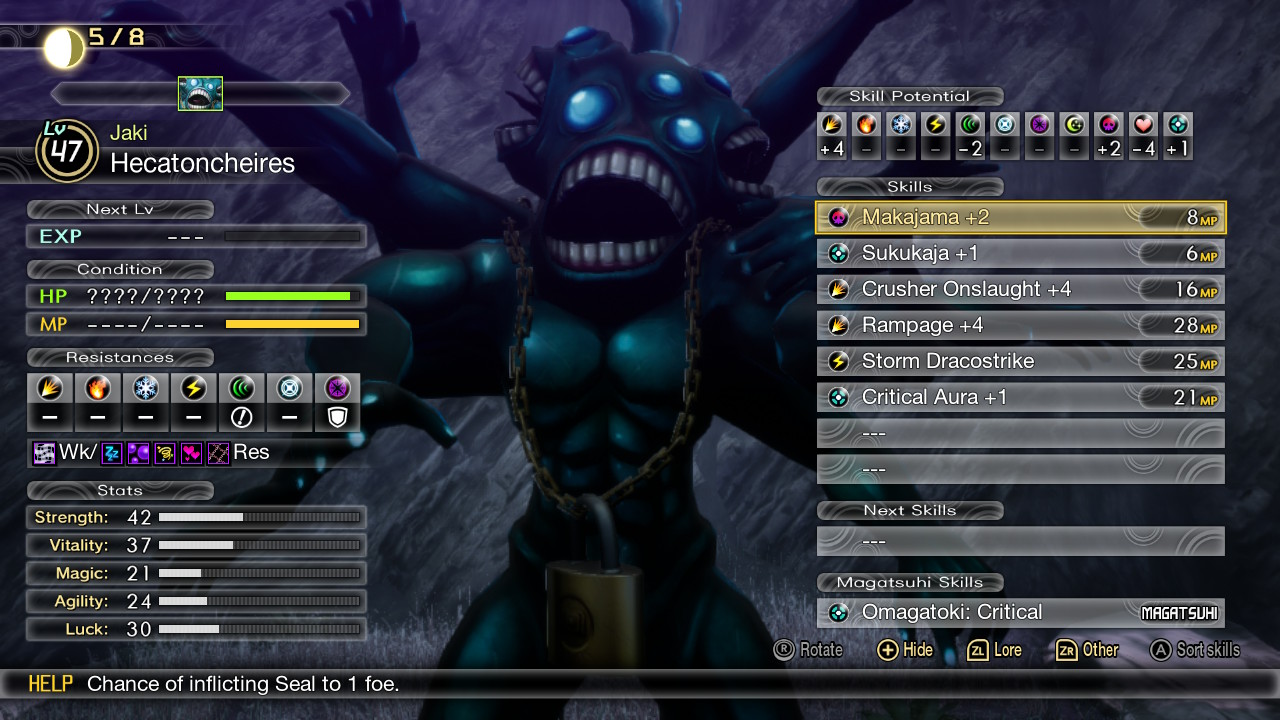 5/8
Lv 47
Jaki
Hecatoncheires
Next Lv
EXP ---
Condition
HP ????/????
MP ----/----
Resistances
– – – – –
Wk/ Res
Stats
Strength: 42
Vitality: 37
Magic: 21
Agility: 24
Luck: 30
Skill Potential
+4 – – – -2 – – – +2 -4 +1
Skills
Makajama +2 8MP
Sukukaja +1 6MP
Crusher Onslaught +4 16MP
Rampage +4 28MP
Storm Dracostrike 25MP
Critical Aura +1 21MP
---
---
Next Skills
---
Magatsuhi Skills
Omagatoki: Critical MAGATSUHI
R Rotate + Hide ZL Lore ZR Other A Sort skills
HELP Chance of inflicting Seal to 1 foe.